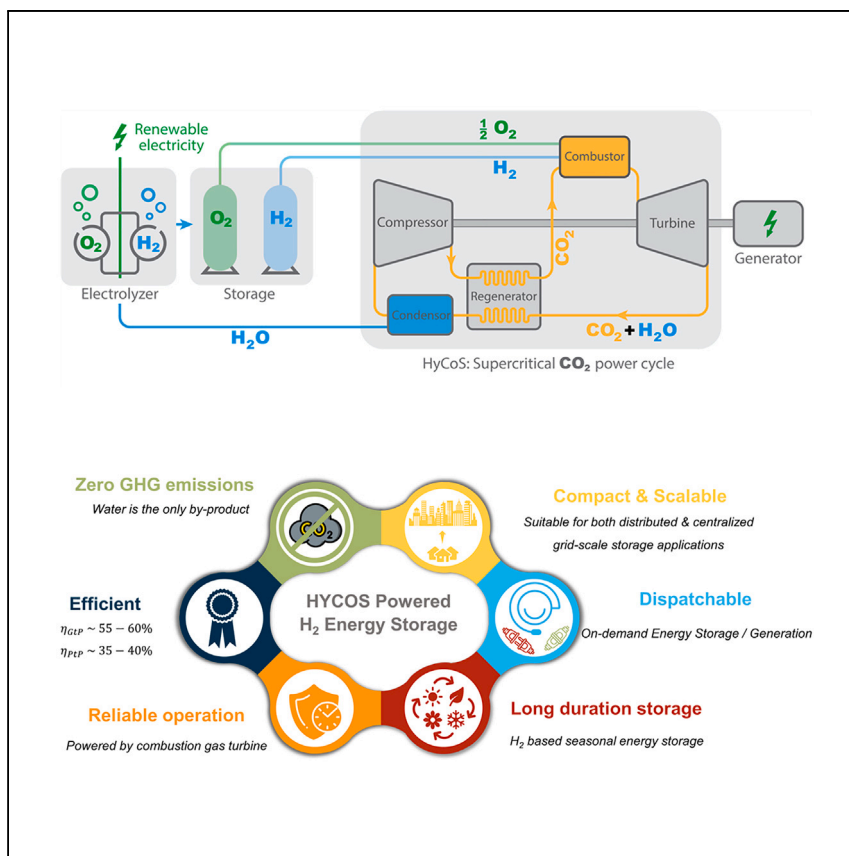 Renewable
electricity
½ O₂
H₂
Combustor
O₂
H₂
O₂
H₂
Compressor
CO₂
Turbine
Generator
Electrolyzer
Storage
Regenerator
Condensor
H₂O
CO₂+H₂O
HyCoS: Supercritical CO₂ power cycle
Zero GHG emissions
Water is the only by-product
CO₂
Compact & Scalable
Suitable for both distributed & centralized
grid-scale storage applications
Efficient
η_GtP ~ 55 − 60%
η_PtP ~ 35 − 40%
HYCOS Powered
H₂ Energy Storage
Dispatchable
On-demand Energy Storage / Generation
Reliable operation
Powered by combustion gas turbine
Long duration storage
H₂ based seasonal energy storage